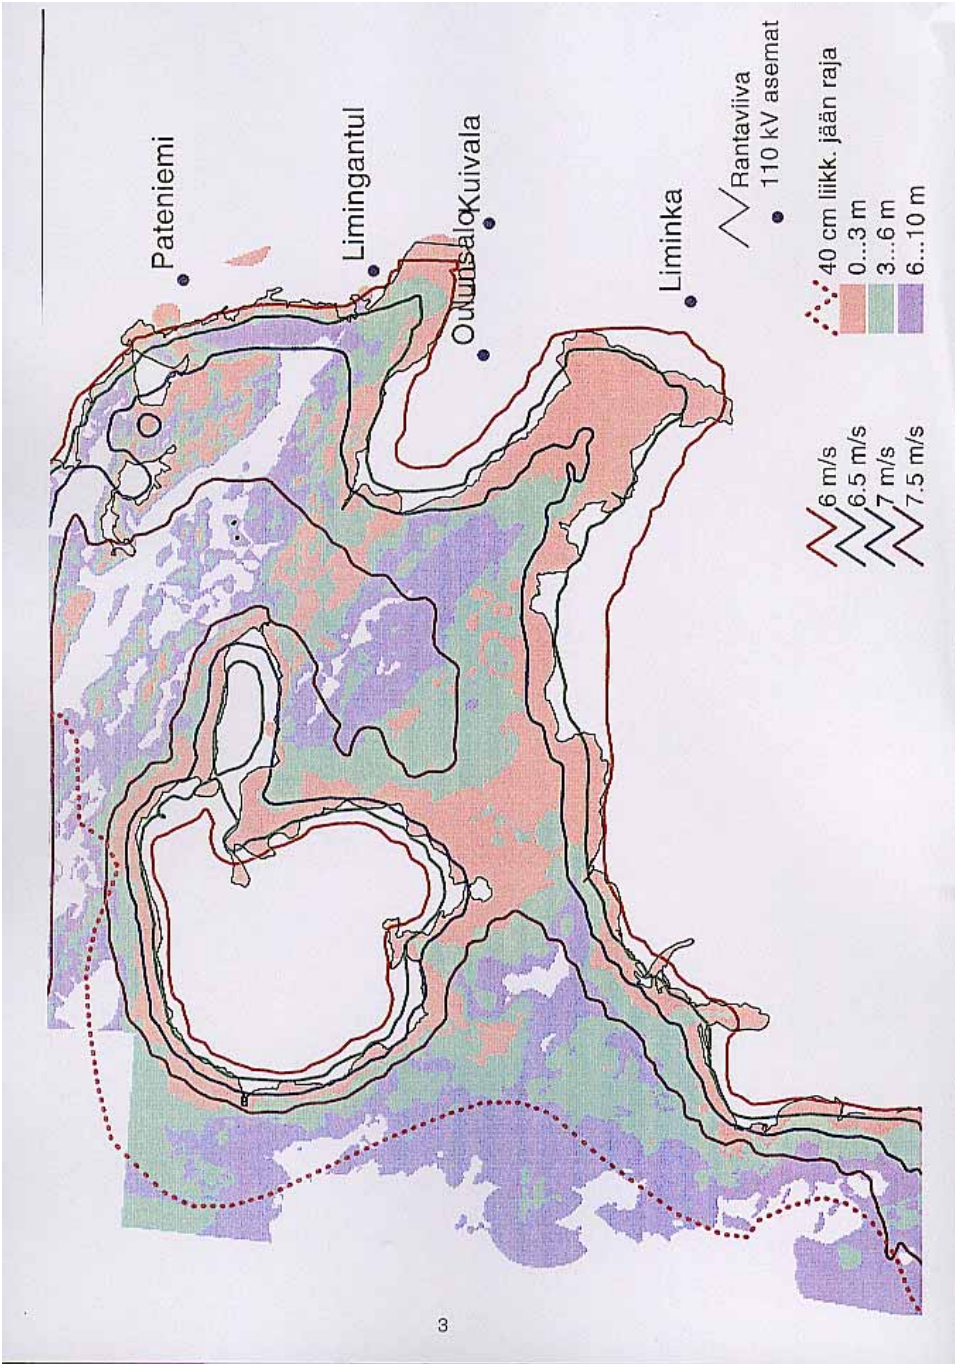 Pateniemi
Limingantul
Oulunsalo
Kuivala
Liminka
Rantaviiva
110 kV asemat
40 cm liikk. jään raja
0...3 m
3...6 m
6...10 m
6 m/s
6.5 m/s
7 m/s
7.5 m/s
3